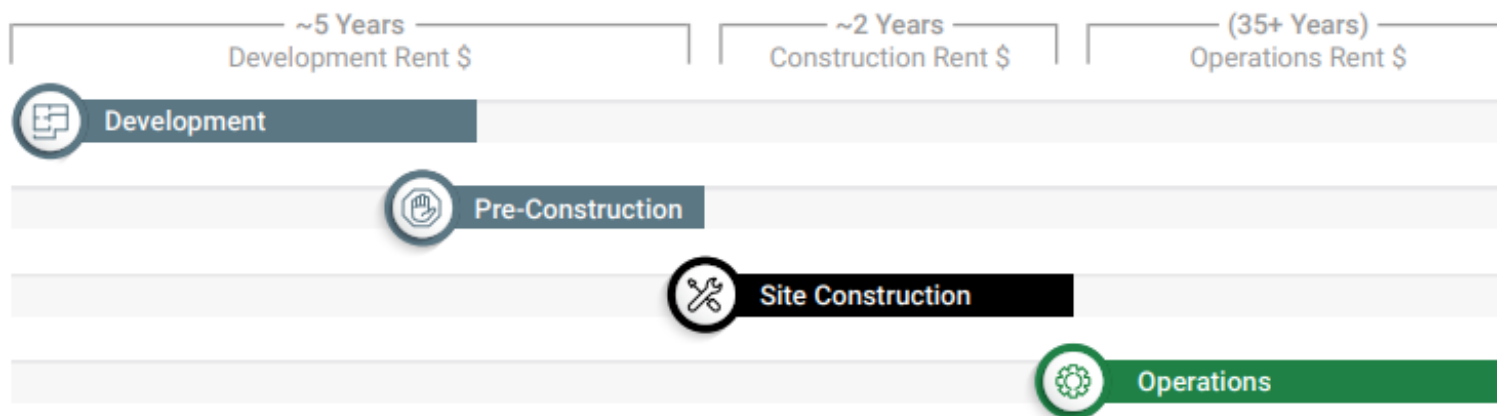 ~5 Years
Development Rent $
~2 Years
Construction Rent $
(35+ Years)
Operations Rent $
Development
Pre-Construction
Site Construction
Operations